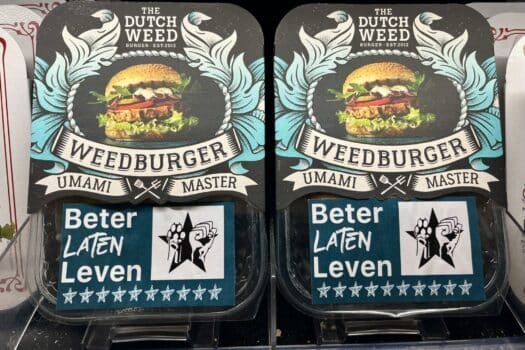 THE
DUTCH
WEED
BURGER · EST.2012
WEEDBURGER
UMAMI MASTER
Beter
LATEN
Leven
THE
DUTCH
WEED
BURGER · EST.2012
WEEDBURGER
UMAMI MASTER
Beter
LATEN
Leven